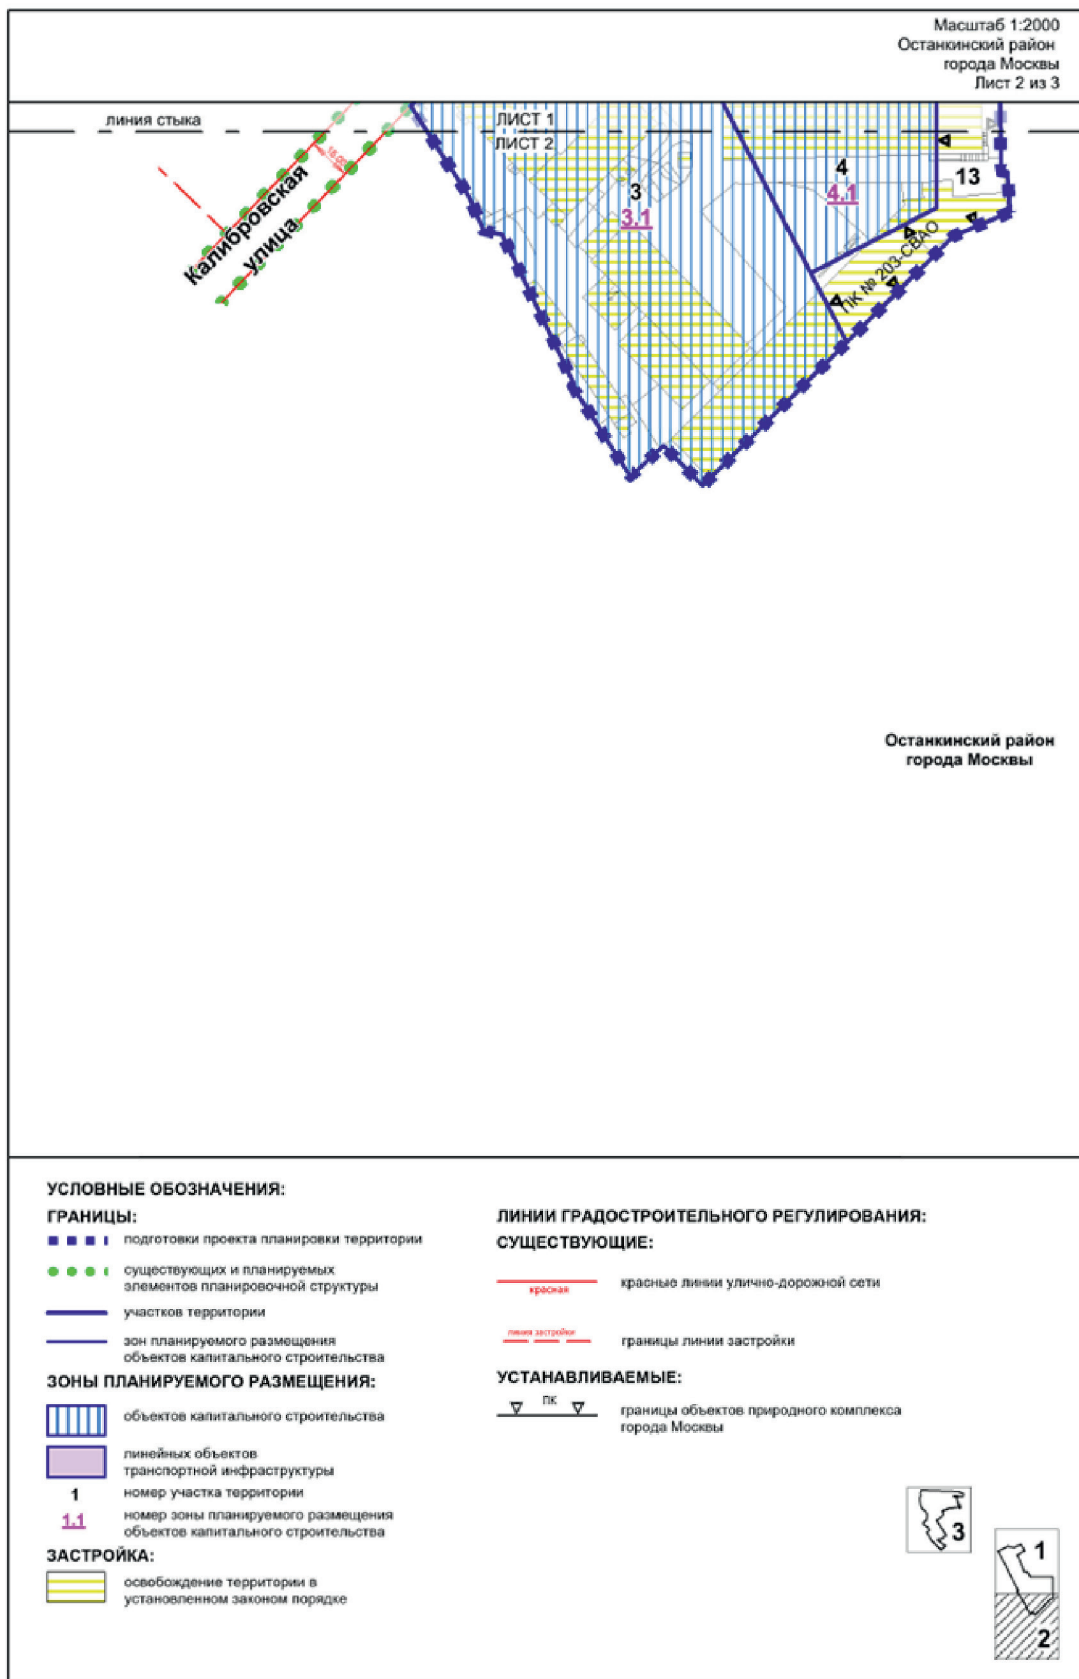 Масштаб 1:2000
Останкинский район
города Москвы
Лист 2 из 3
линия стыка
ЛИСТ 1
ЛИСТ 2
18.00
Калибровская
улица
3
3.1
4
4.1
13
ПК № 203-СВАО
Останкинский район
города Москвы
УСЛОВНЫЕ ОБОЗНАЧЕНИЯ:
ГРАНИЦЫ:
подготовки проекта планировки территории
существующих и планируемых
элементов планировочной структуры
участков территории
зон планируемого размещения
объектов капитального строительства
ЗОНЫ ПЛАНИРУЕМОГО РАЗМЕЩЕНИЯ:
объектов капитального строительства
линейных объектов
транспортной инфраструктуры
1 номер участка территории
1.1 номер зоны планируемого размещения
объектов капитального строительства
ЗАСТРОЙКА:
освобождение территории в
установленном законом порядке
ЛИНИИ ГРАДОСТРОИТЕЛЬНОГО РЕГУЛИРОВАНИЯ:
СУЩЕСТВУЮЩИЕ:
красная
красные линии улично-дорожной сети
линия застройки
границы линии застройки
УСТАНАВЛИВАЕМЫЕ:
ПК
границы объектов природного комплекса
города Москвы
3
1
2